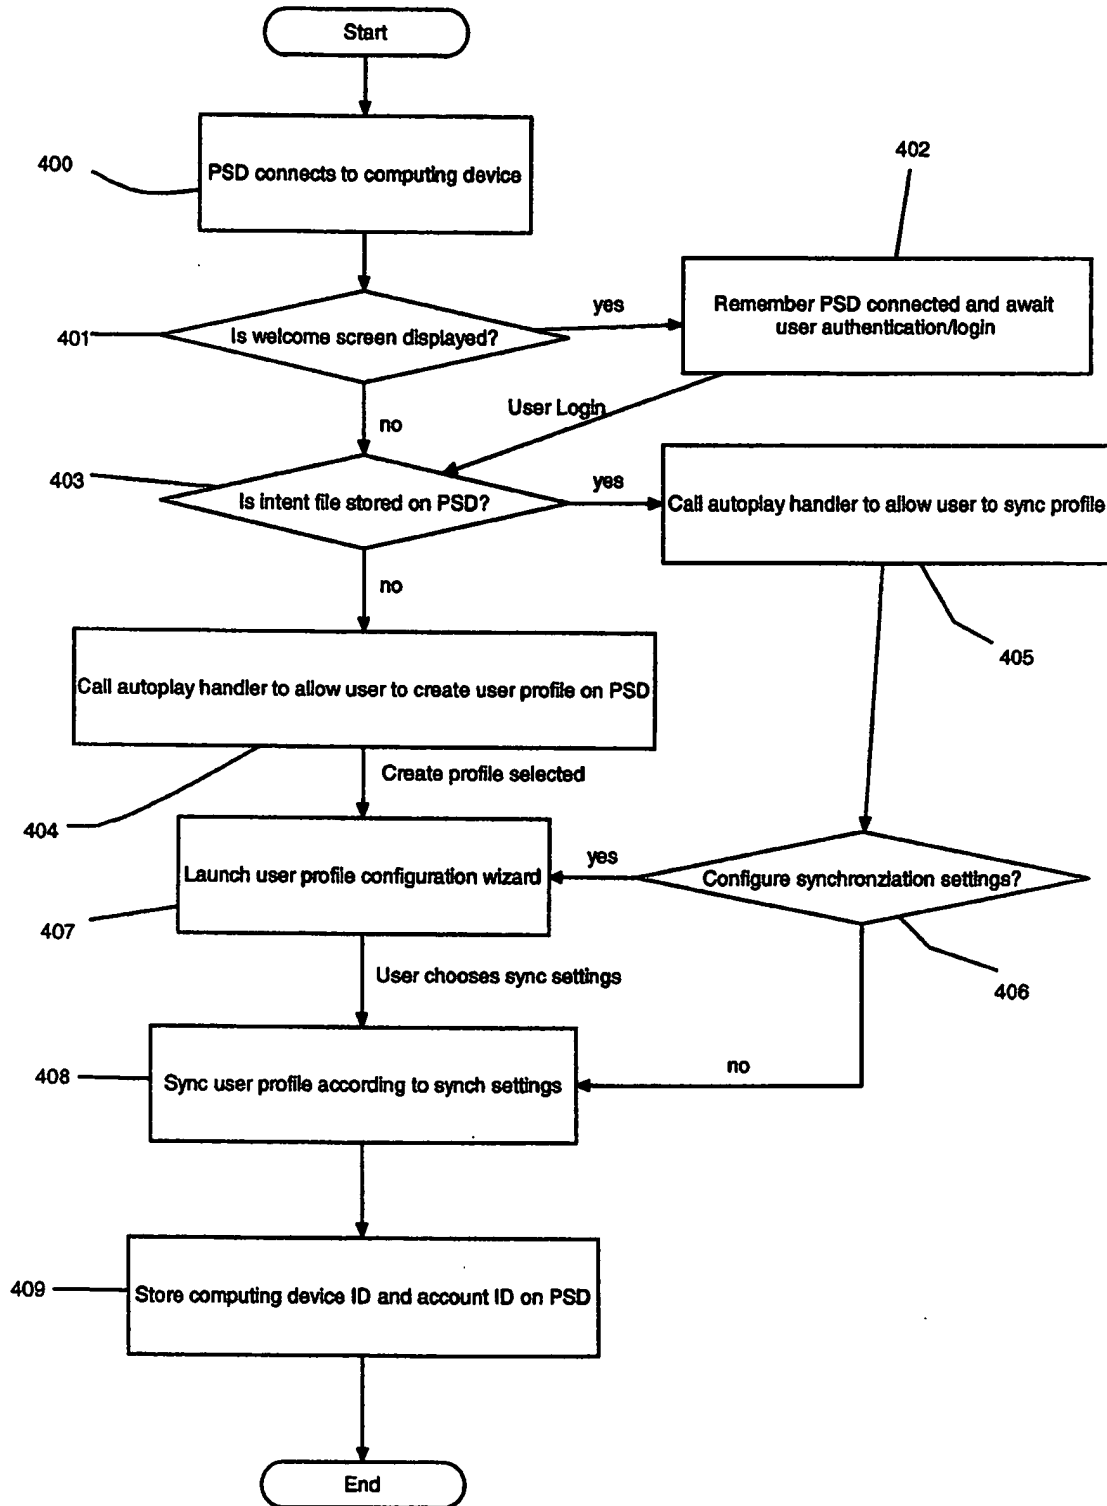 Start
400
PSD connects to computing device
402
401
Is welcome screen displayed?
yes
Remember PSD connected and await
user authentication/login
no
User Login
403
Is intent file stored on PSD?
yes
Call autoplay handler to allow user to sync profile
no
405
Call autoplay handler to allow user to create user profile on PSD
404
Create profile selected
Launch user profile configuration wizard
yes
Configure synchronziation settings?
407
406
User chooses sync settings
408
Sync user profile according to synch settings
no
409
Store computing device ID and account ID on PSD
End